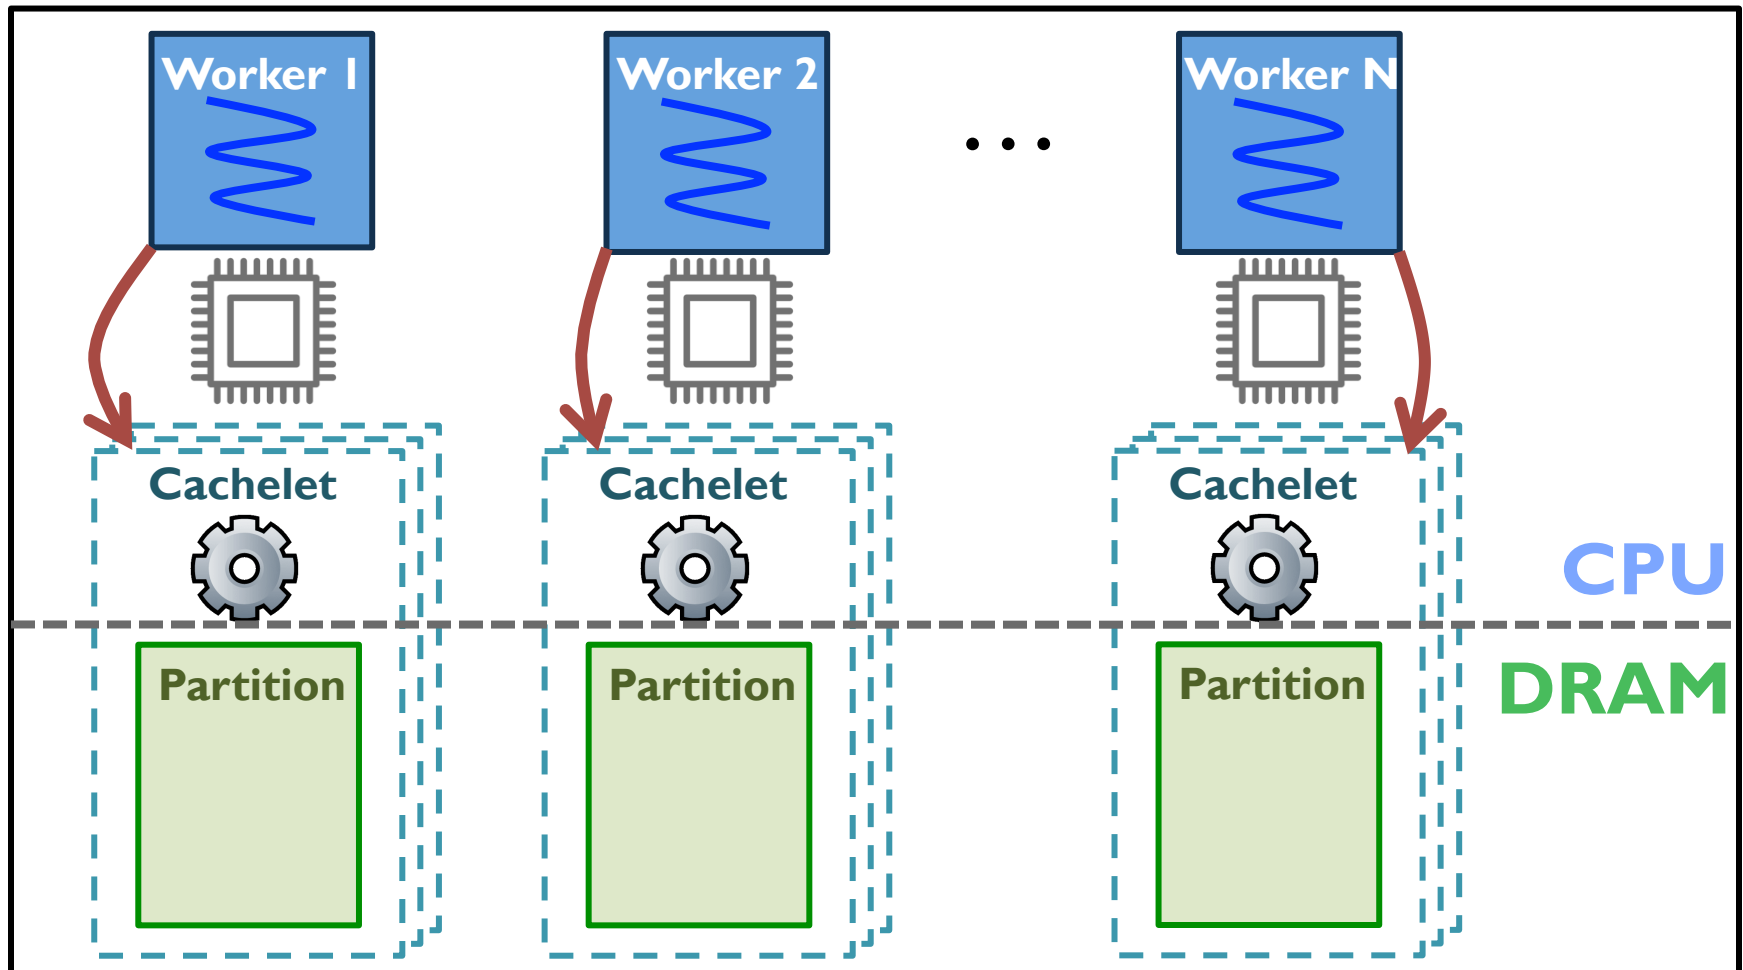 Worker 1
Worker 2
...
Worker N
Cachelet
Cachelet
Cachelet
CPU
Partition
Partition
Partition
DRAM